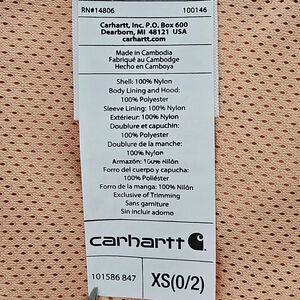 RN#14806 100146
Carhartt, Inc. P.O. Box 600
Dearborn, MI 48121 USA
carhartt.com
Made in Cambodia
Fabriqué au Cambodge
Hecho en Camboya
Shell: 100% Nylon
Body Lining and Hood:
100% Polyester
Sleeve Lining: 100% Nylon
Extérieur: 100% Nylon
Doublure et capuchin:
100% Polyester
Doublure de la manche:
100% Nylon
Armazón: 100% Nilón
Forro del cuerpo y capucha:
100% Poliéster
Forro de la manga: 100% Nilón
Exclusive of Trimming
Sans garniture
Sin incluir adorno
carhartt
101586 847 XS(0/2)